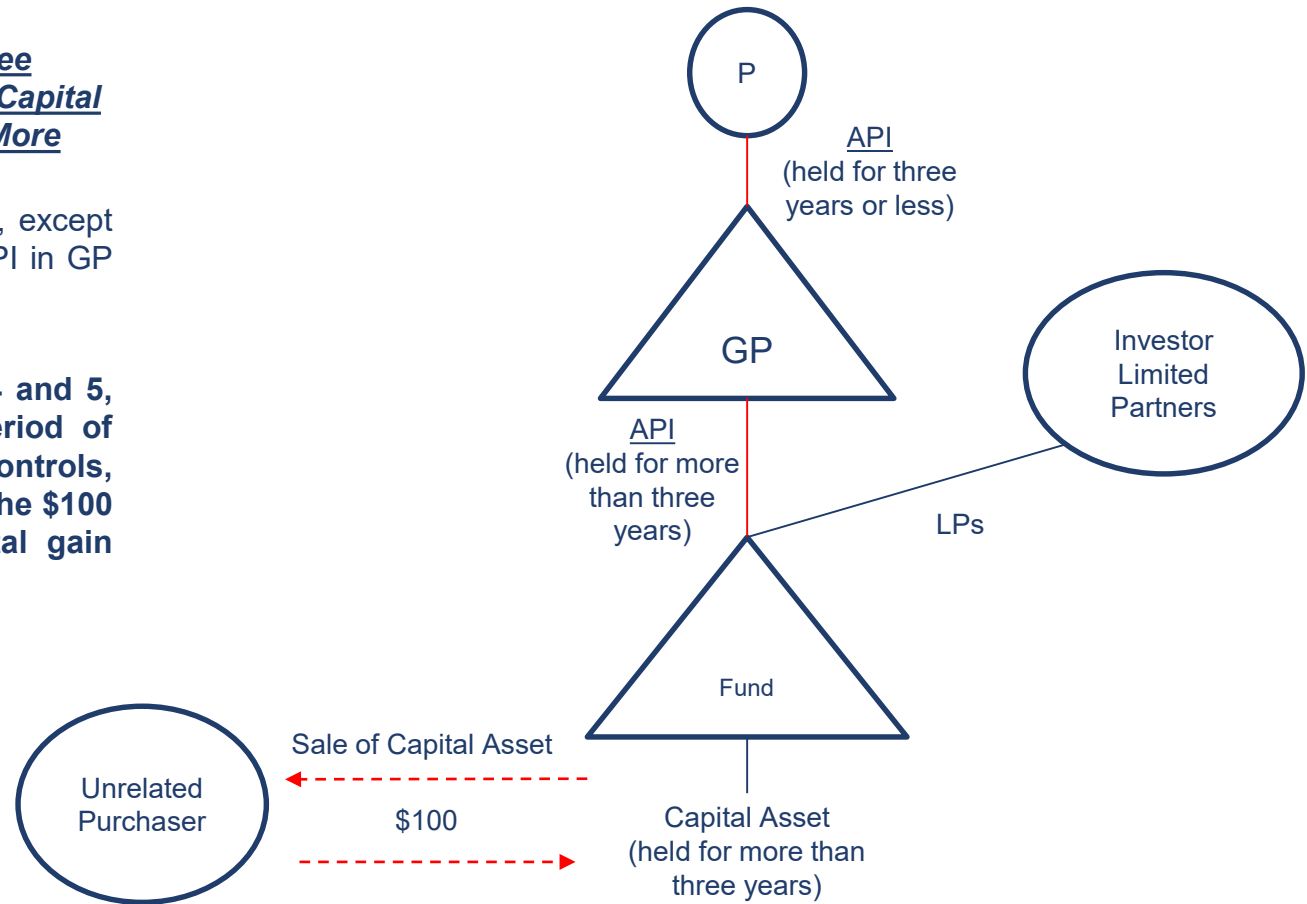 ee
Capital
More
, except
PI in GP
and 5,
eriod of
ontrols,
he $100
tal gain
P
API
(held for three
years or less)
GP
Investor
Limited
Partners
API
(held for more
than three
years)
LPs
Fund
Sale of Capital Asset
Unrelated
Purchaser
$100
Capital Asset
(held for more than
three years)